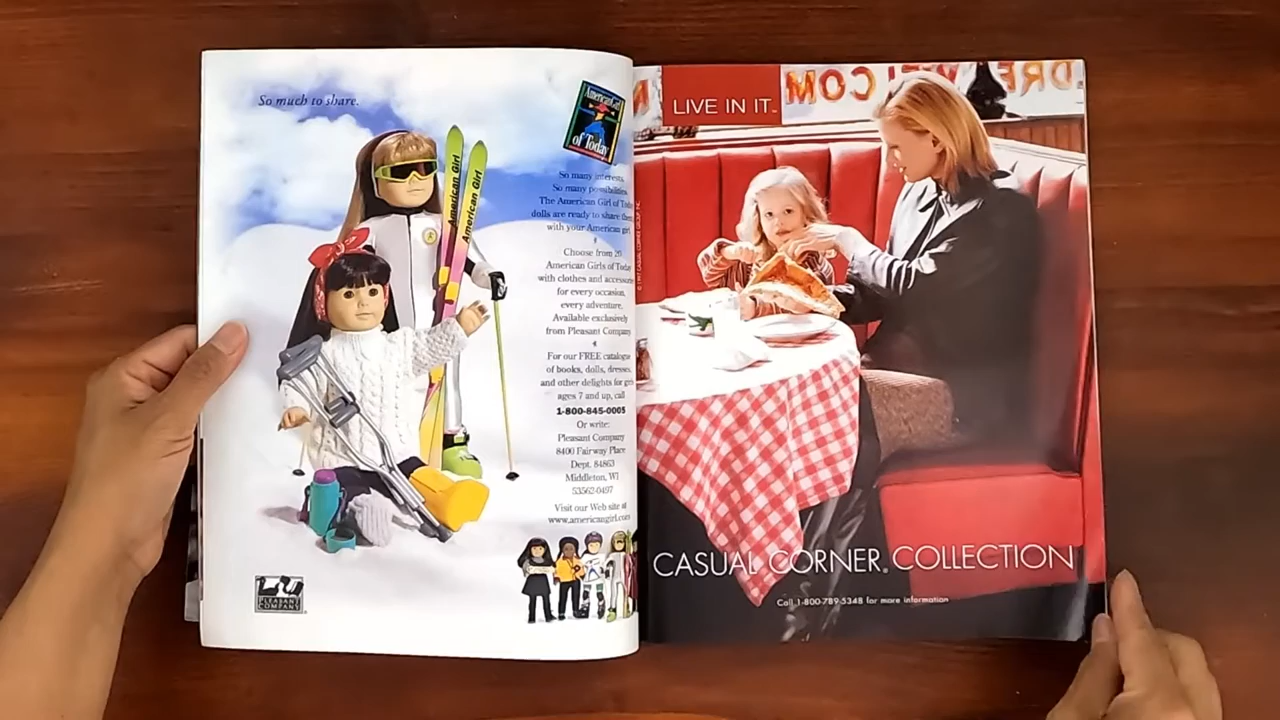 So much to share.
American Girl
of Today
American Girl
American Girl
So many interests.
So many possibilities.
The American Girl of Today
dolls are ready to share them
with your American girl.
Choose from 20
American Girls of Today
with clothes and accessories
for every occasion,
every adventure.
Available exclusively
from Pleasant Company
For our FREE catalogue
of books, dolls, dresses,
and other delights for girls
ages 7 and up, call
1-800-845-0005
Or write:
Pleasant Company
8400 Fairway Place
Dept. 84863
Middleton, WI
53562-0497
Visit our Web site at
www.americangirl.com
PLEASANT
COMPANY
LIVE IN IT.
WELCOM
CASUAL CORNER COLLECTION
Call 1-800-789-5348 for more information